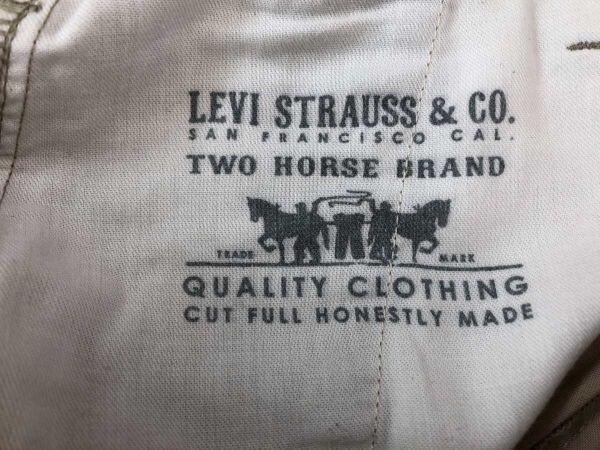 LEVI STRAUSS & CO.
SAN FRANCISCO CAL.
TWO HORSE BRAND
TRADE MARK
QUALITY CLOTHING
CUT FULL HONESTLY MADE